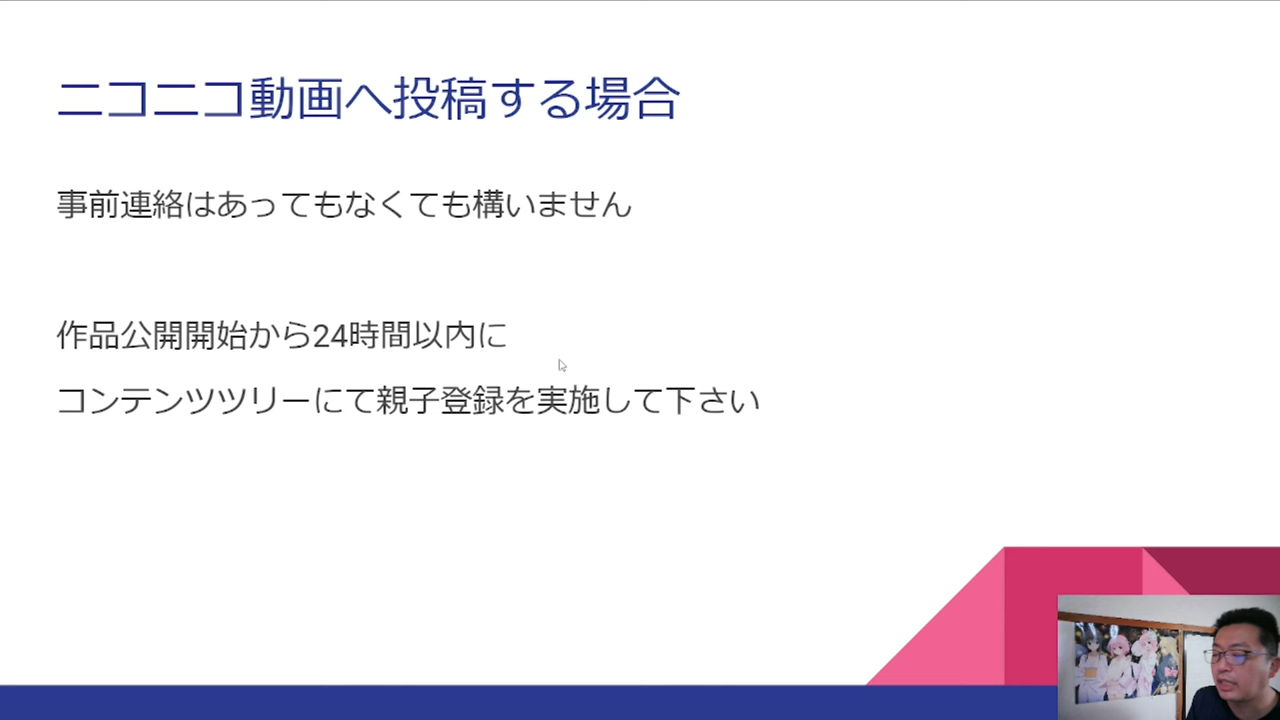 ニコニコ動画へ投稿する場合
事前連絡はあってもなくても構いません
作品公開開始から24時間以内に
コンテンツツリーにて親子登録を実施して下さい